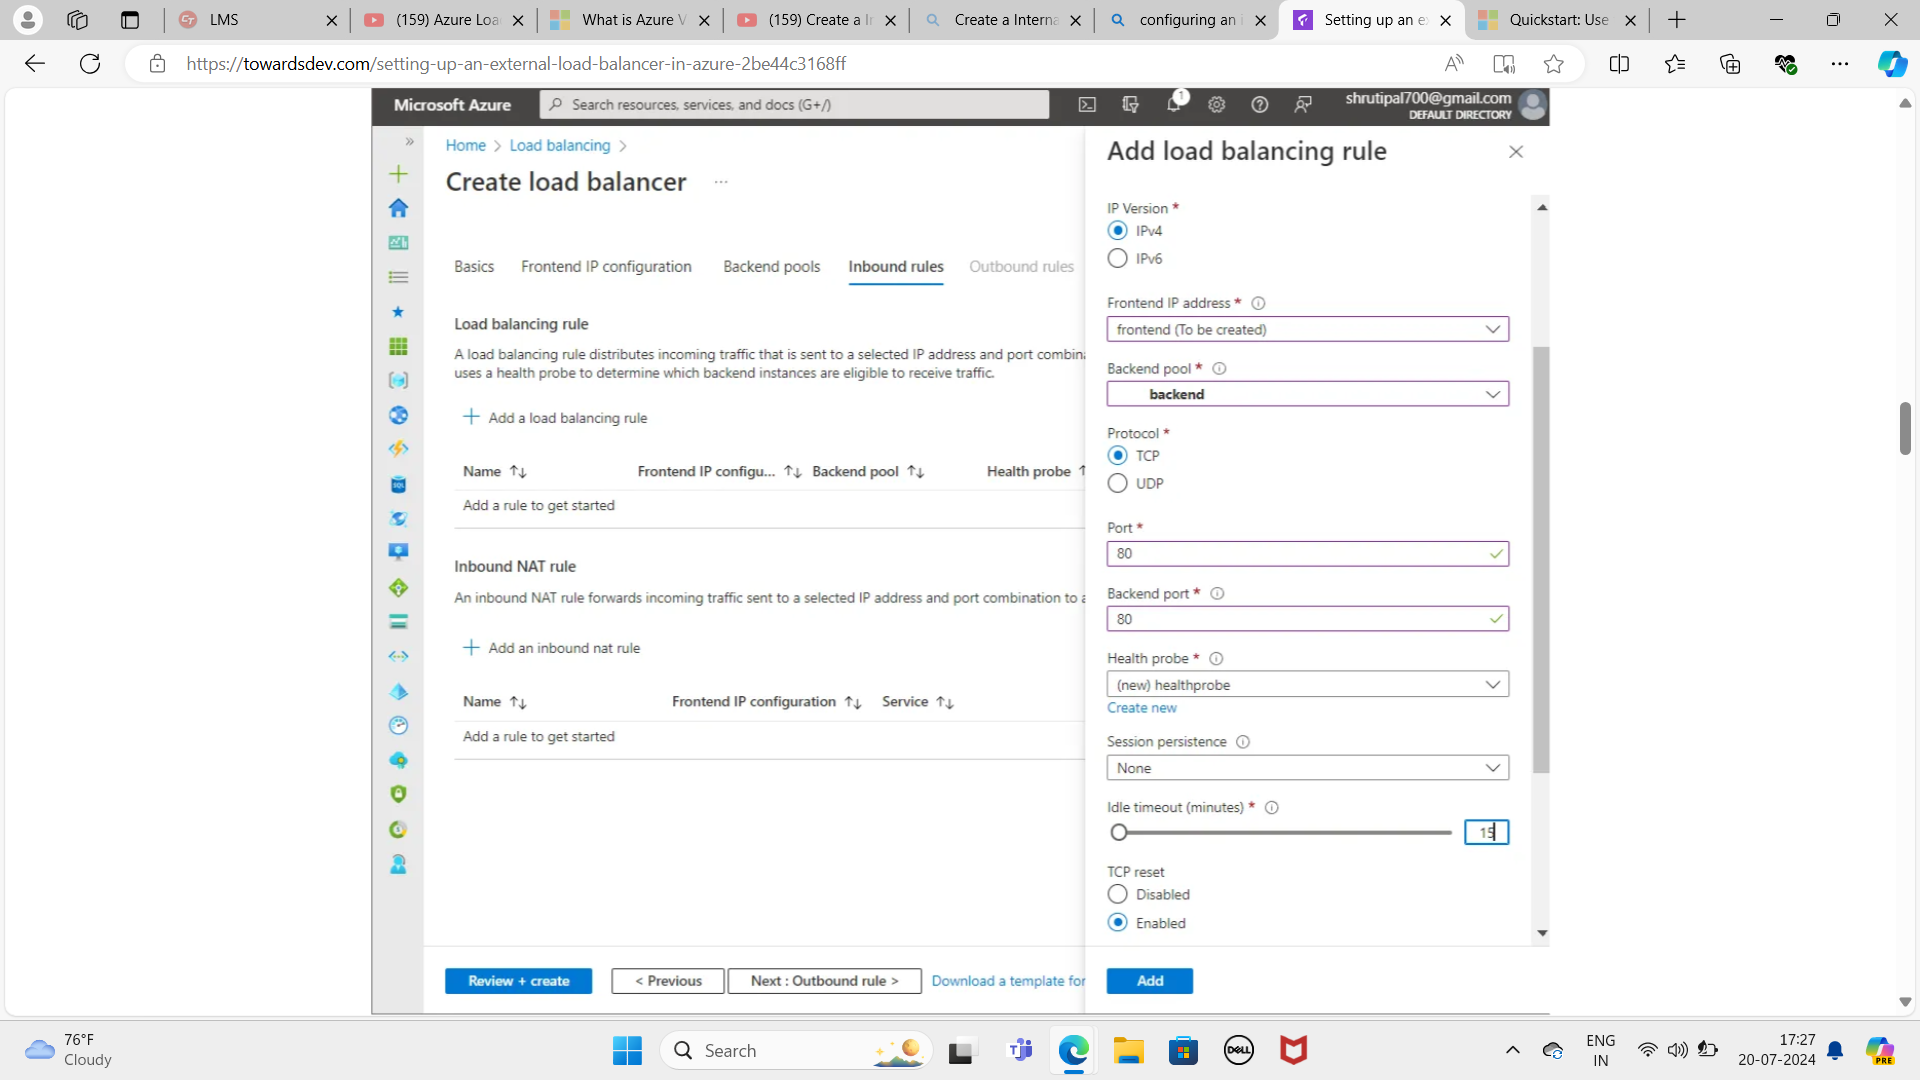 LMS
(159) Azure Loa
What is Azure V
(159) Create a I
Create a Interna
configuring an i
Setting up an e
Quickstart: Use
https://towardsdev.com/setting-up-an-external-load-balancer-in-azure-2be44c3168ff
Microsoft Azure
Search resources, services, and docs (G+/)
1
shrutipal700@gmail.com
DEFAULT DIRECTORY
Home > Load balancing >
Create load balancer ...
Basics
Frontend IP configuration
Backend pools
Inbound rules
Outbound rules
Load balancing rule
A load balancing rule distributes incoming traffic that is sent to a selected IP address and port combina
uses a health probe to determine which backend instances are eligible to receive traffic.
+ Add a load balancing rule
Name ↑↓ Frontend IP configu... ↑↓ Backend pool ↑↓ Health probe ↑
Add a rule to get started
Inbound NAT rule
An inbound NAT rule forwards incoming traffic sent to a selected IP address and port combination to a
+ Add an inbound nat rule
Name ↑↓ Frontend IP configuration ↑↓ Service ↑↓
Add a rule to get started
Review + create
< Previous
Next : Outbound rule >
Download a template for
Add load balancing rule
IP Version *
IPv4
IPv6
Frontend IP address *
frontend (To be created)
Backend pool *
backend
Protocol *
TCP
UDP
Port *
80
Backend port *
80
Health probe *
(new) healthprobe
Create new
Session persistence
None
Idle timeout (minutes) *
15
TCP reset
Disabled
Enabled
Add
76°F
Cloudy
Search
DELL
ENG
IN
17:27
20-07-2024
PRE